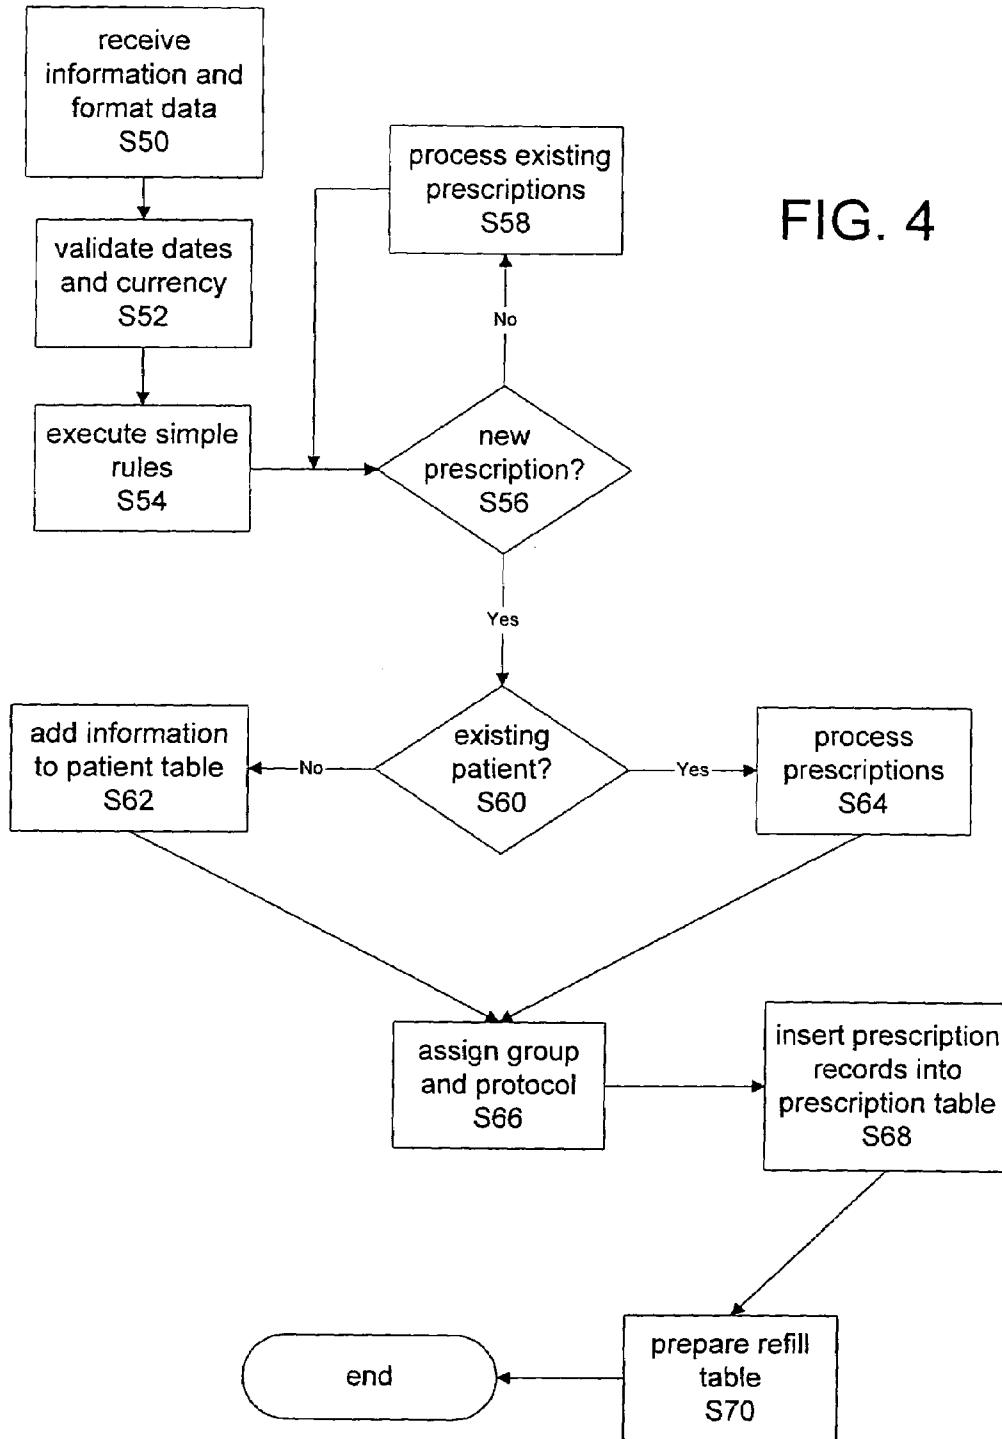 receive
information and
format data
S50
process existing
prescriptions
S58
FIG. 4
validate dates
and currency
S52
No
execute simple
rules
S54
new
prescription?
S56
Yes
add information
to patient table
S62
No
existing
patient?
S60
Yes
process
prescriptions
S64
assign group
and protocol
S66
insert prescription
records into
prescription table
S68
prepare refill
table
S70
end